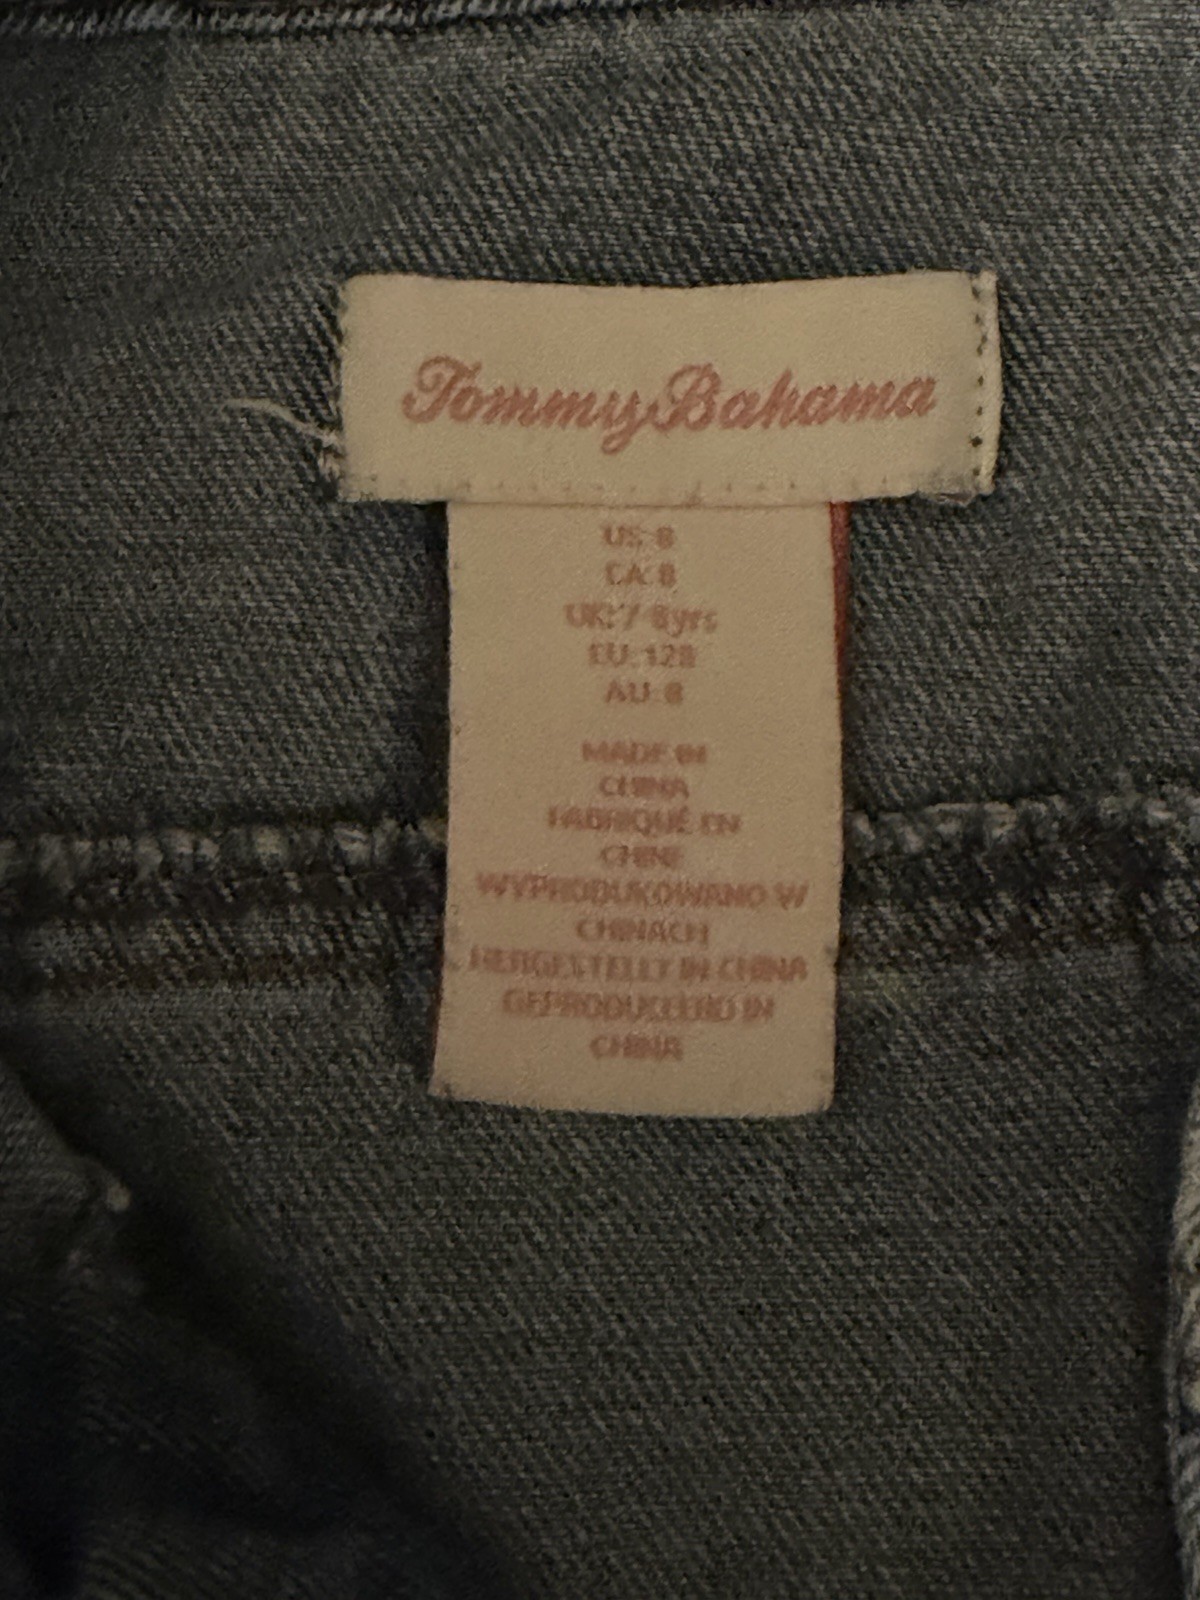 Tommy Bahama
US: 8
CA: 8
UK: 7-8yrs
EU: 128
AU: 8
MADE IN
CHINA
FABRIQUÉ EN
CHINE
WYPRODUKOWANO W
CHINACH
HERGESTELLT IN CHINA
GEPRODUCEERD IN
CHINA